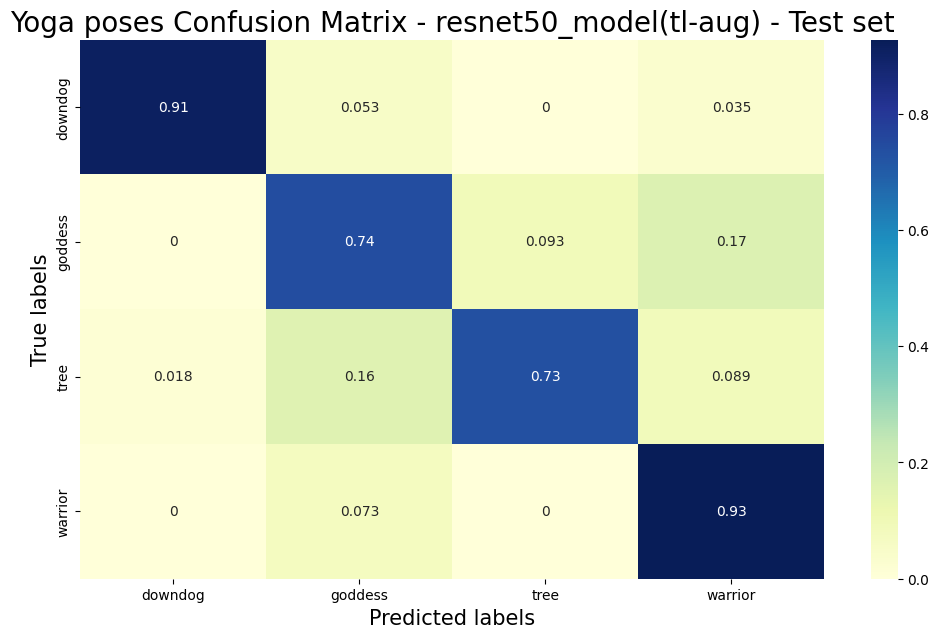 Yoga poses Confusion Matrix - resnet50_model(tl-aug) - Test set
True labels
downdog
0.91 0.053 0 0.035
goddess
0 0.74 0.093 0.17
tree
0.018 0.16 0.73 0.089
warrior
0 0.073 0 0.93
downdog goddess tree warrior
Predicted labels
0.8
0.6
0.4
0.2
0.0